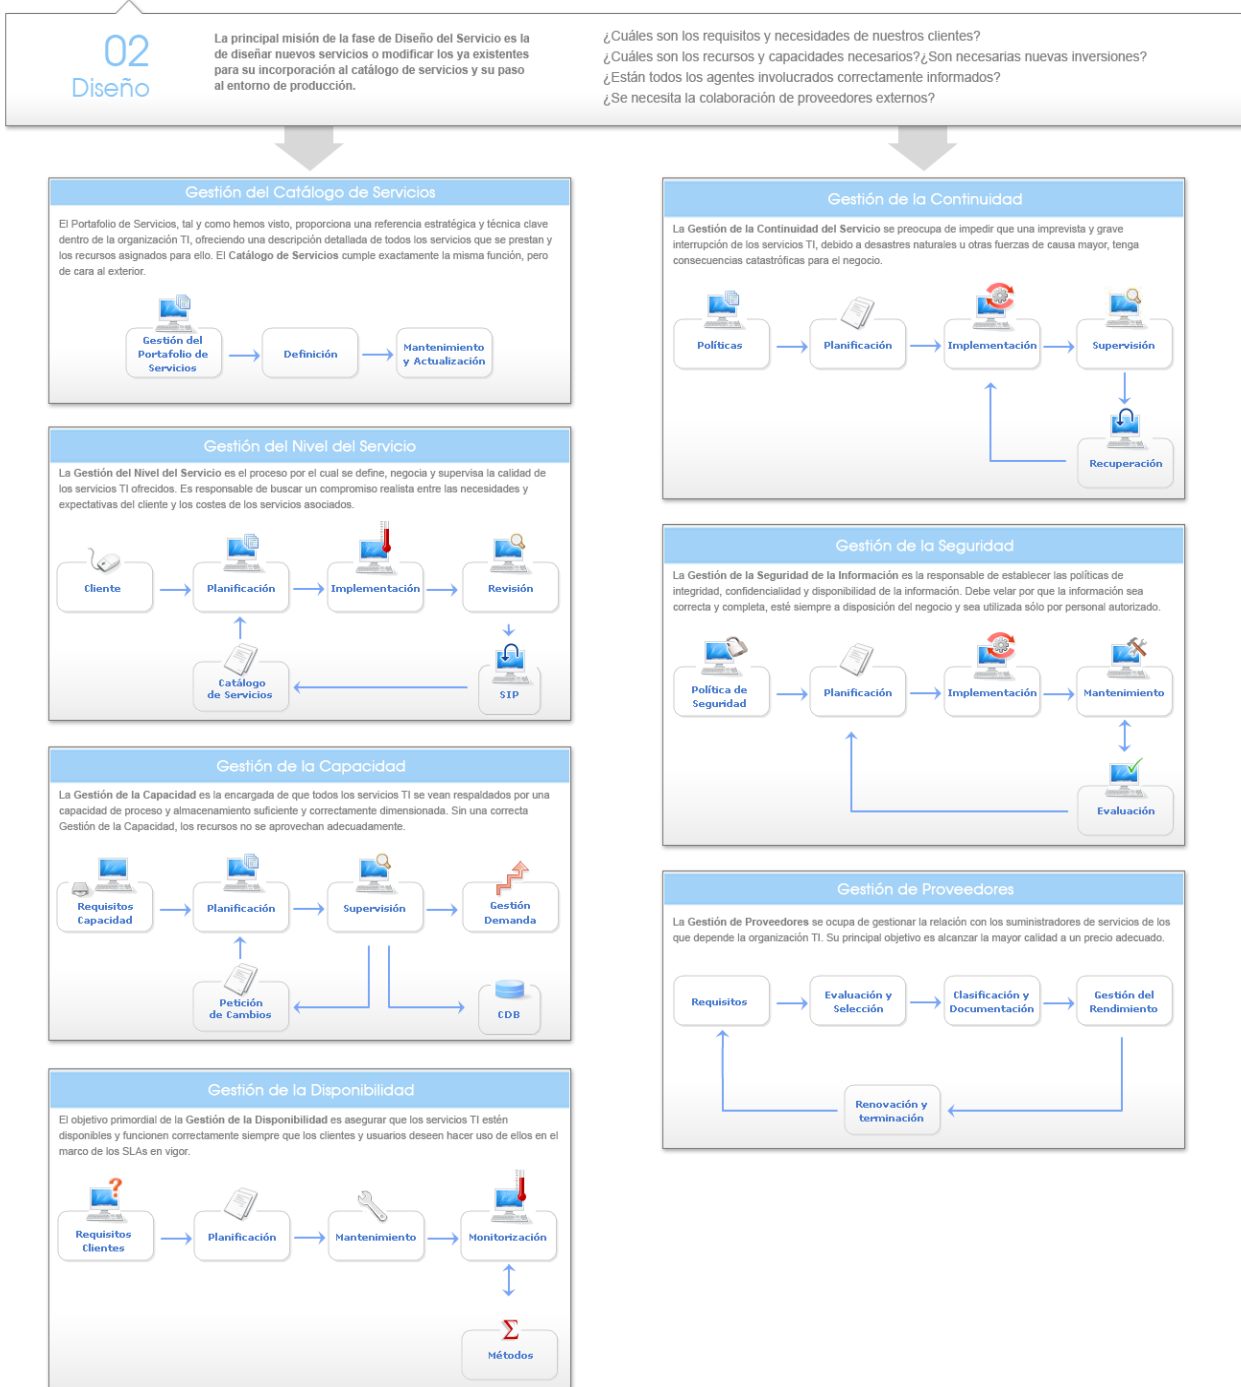 02
Diseño
La principal misión de la fase de Diseño del Servicio es la
de diseñar nuevos servicios o modificar los ya existentes
para su incorporación al catálogo de servicios y su paso
al entorno de producción.
¿Cuáles son los requisitos y necesidades de nuestros clientes?
¿Cuáles son los recursos y capacidades necesarios?¿Son necesarias nuevas inversiones?
¿Están todos los agentes involucrados correctamente informados?
¿Se necesita la colaboración de proveedores externos?
Gestión del Catálogo de Servicios
El Portafolio de Servicios, tal y como hemos visto, proporciona una referencia estratégica y técnica clave
dentro de la organización TI, ofreciendo una descripción detallada de todos los servicios que se prestan y
los recursos asignados para ello. El Catálogo de Servicios cumple exactamente la misma función, pero
de cara al exterior.
Gestión del
Portafolio de
Servicios
Definición
Mantenimiento
y Actualización
Gestión del Nivel del Servicio
La Gestión del Nivel del Servicio es el proceso por el cual se define, negocia y supervisa la calidad de
los servicios TI ofrecidos. Es responsable de buscar un compromiso realista entre las necesidades y
expectativas del cliente y los costes de los servicios asociados.
Cliente
Planificación
Implementación
Revisión
Catálogo
de Servicios
SIP
Gestión de la Capacidad
La Gestión de la Capacidad es la encargada de que todos los servicios TI se vean respaldados por una
capacidad de proceso y almacenamiento suficiente y correctamente dimensionada. Sin una correcta
Gestión de la Capacidad, los recursos no se aprovechan adecuadamente.
Requisitos
Capacidad
Planificación
Supervisión
Gestión
Demanda
Petición
de Cambios
CDB
Gestión de la Disponibilidad
El objetivo primordial de la Gestión de la Disponibilidad es asegurar que los servicios TI estén
disponibles y funcionen correctamente siempre que los clientes y usuarios deseen hacer uso de ellos en el
marco de los SLAs en vigor.
?
Requisitos
Clientes
Planificación
Mantenimiento
Monitorización
Σ
Métodos
Gestión de la Continuidad
La Gestión de la Continuidad del Servicio se preocupa de impedir que una imprevista y grave
interrupción de los servicios TI, debido a desastres naturales u otras fuerzas de causa mayor, tenga
consecuencias catastróficas para el negocio.
Políticas
Planificación
Implementación
Supervisión
Recuperación
Gestión de la Seguridad
La Gestión de la Seguridad de la Información es la responsable de establecer las políticas de
integridad, confidencialidad y disponibilidad de la información. Debe velar por que la información sea
correcta y completa, esté siempre a disposición del negocio y sea utilizada sólo por personal autorizado.
Política de
Seguridad
Planificación
Implementación
Mantenimiento
Evaluación
Gestión de Proveedores
La Gestión de Proveedores se ocupa de gestionar la relación con los suministradores de servicios de los
que depende la organización TI. Su principal objetivo es alcanzar la mayor calidad a un precio adecuado.
Requisitos
Evaluación y
Selección
Clasificación y
Documentación
Gestión del
Rendimiento
Renovación y
terminación